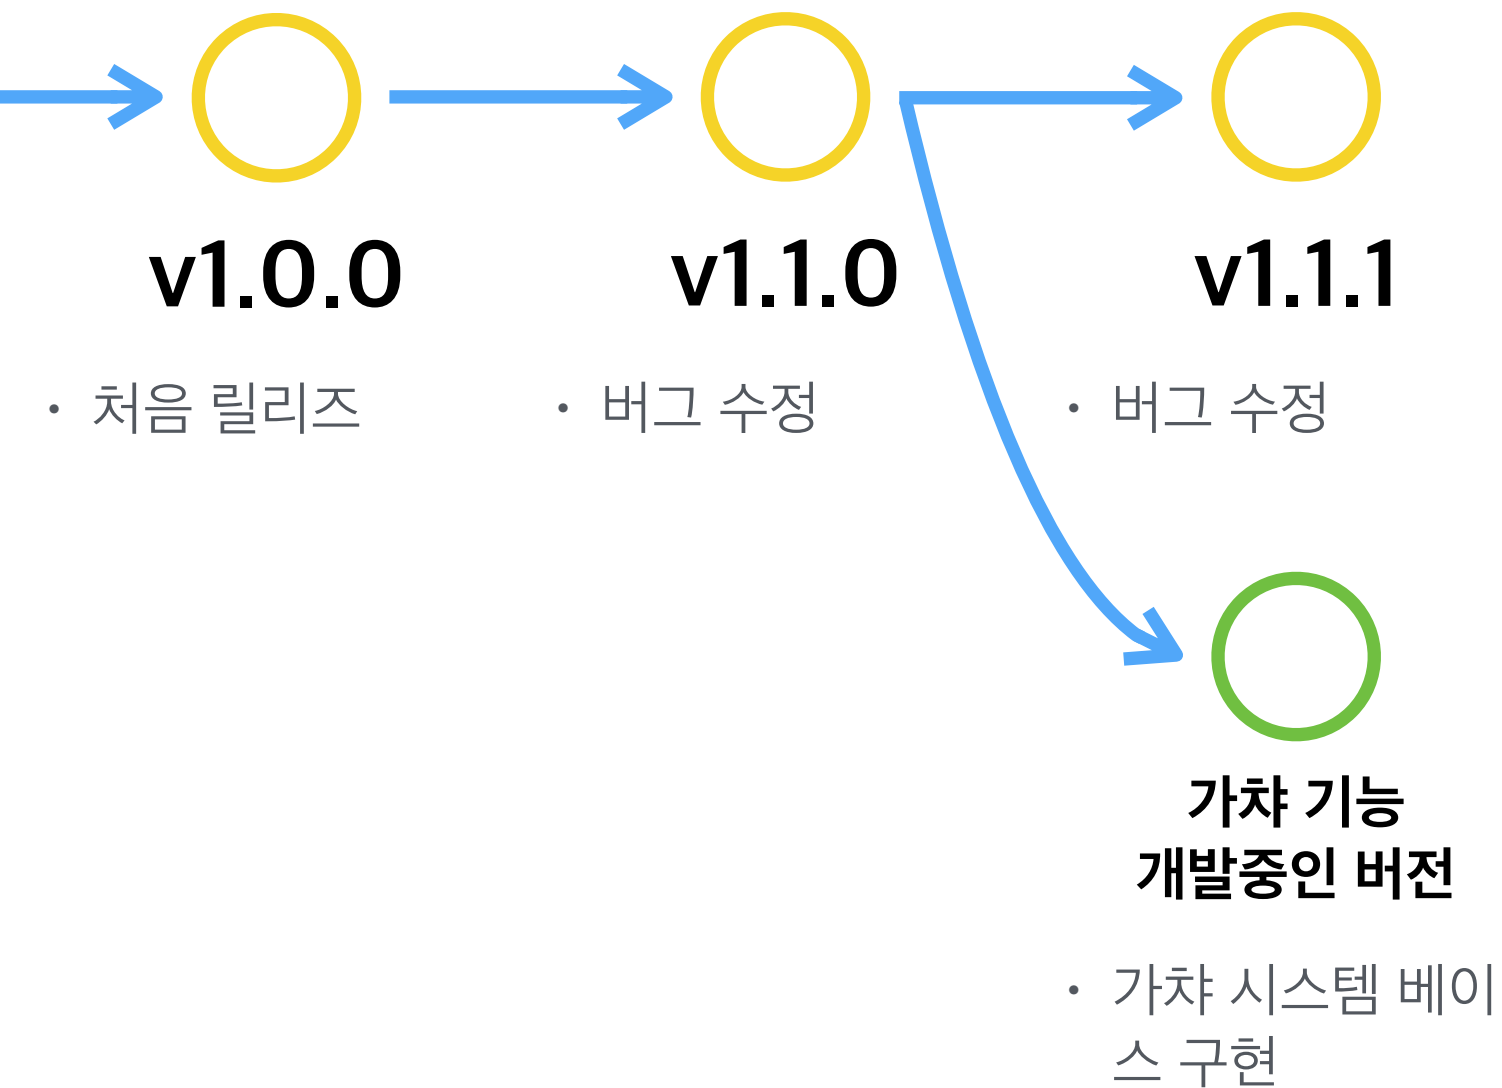 v1.0.0
• 처음 릴리즈
v1.1.0
• 버그 수정
v1.1.1
• 버그 수정
가챠 기능
개발중인 버전
• 가챠 시스템 베이
스 구현